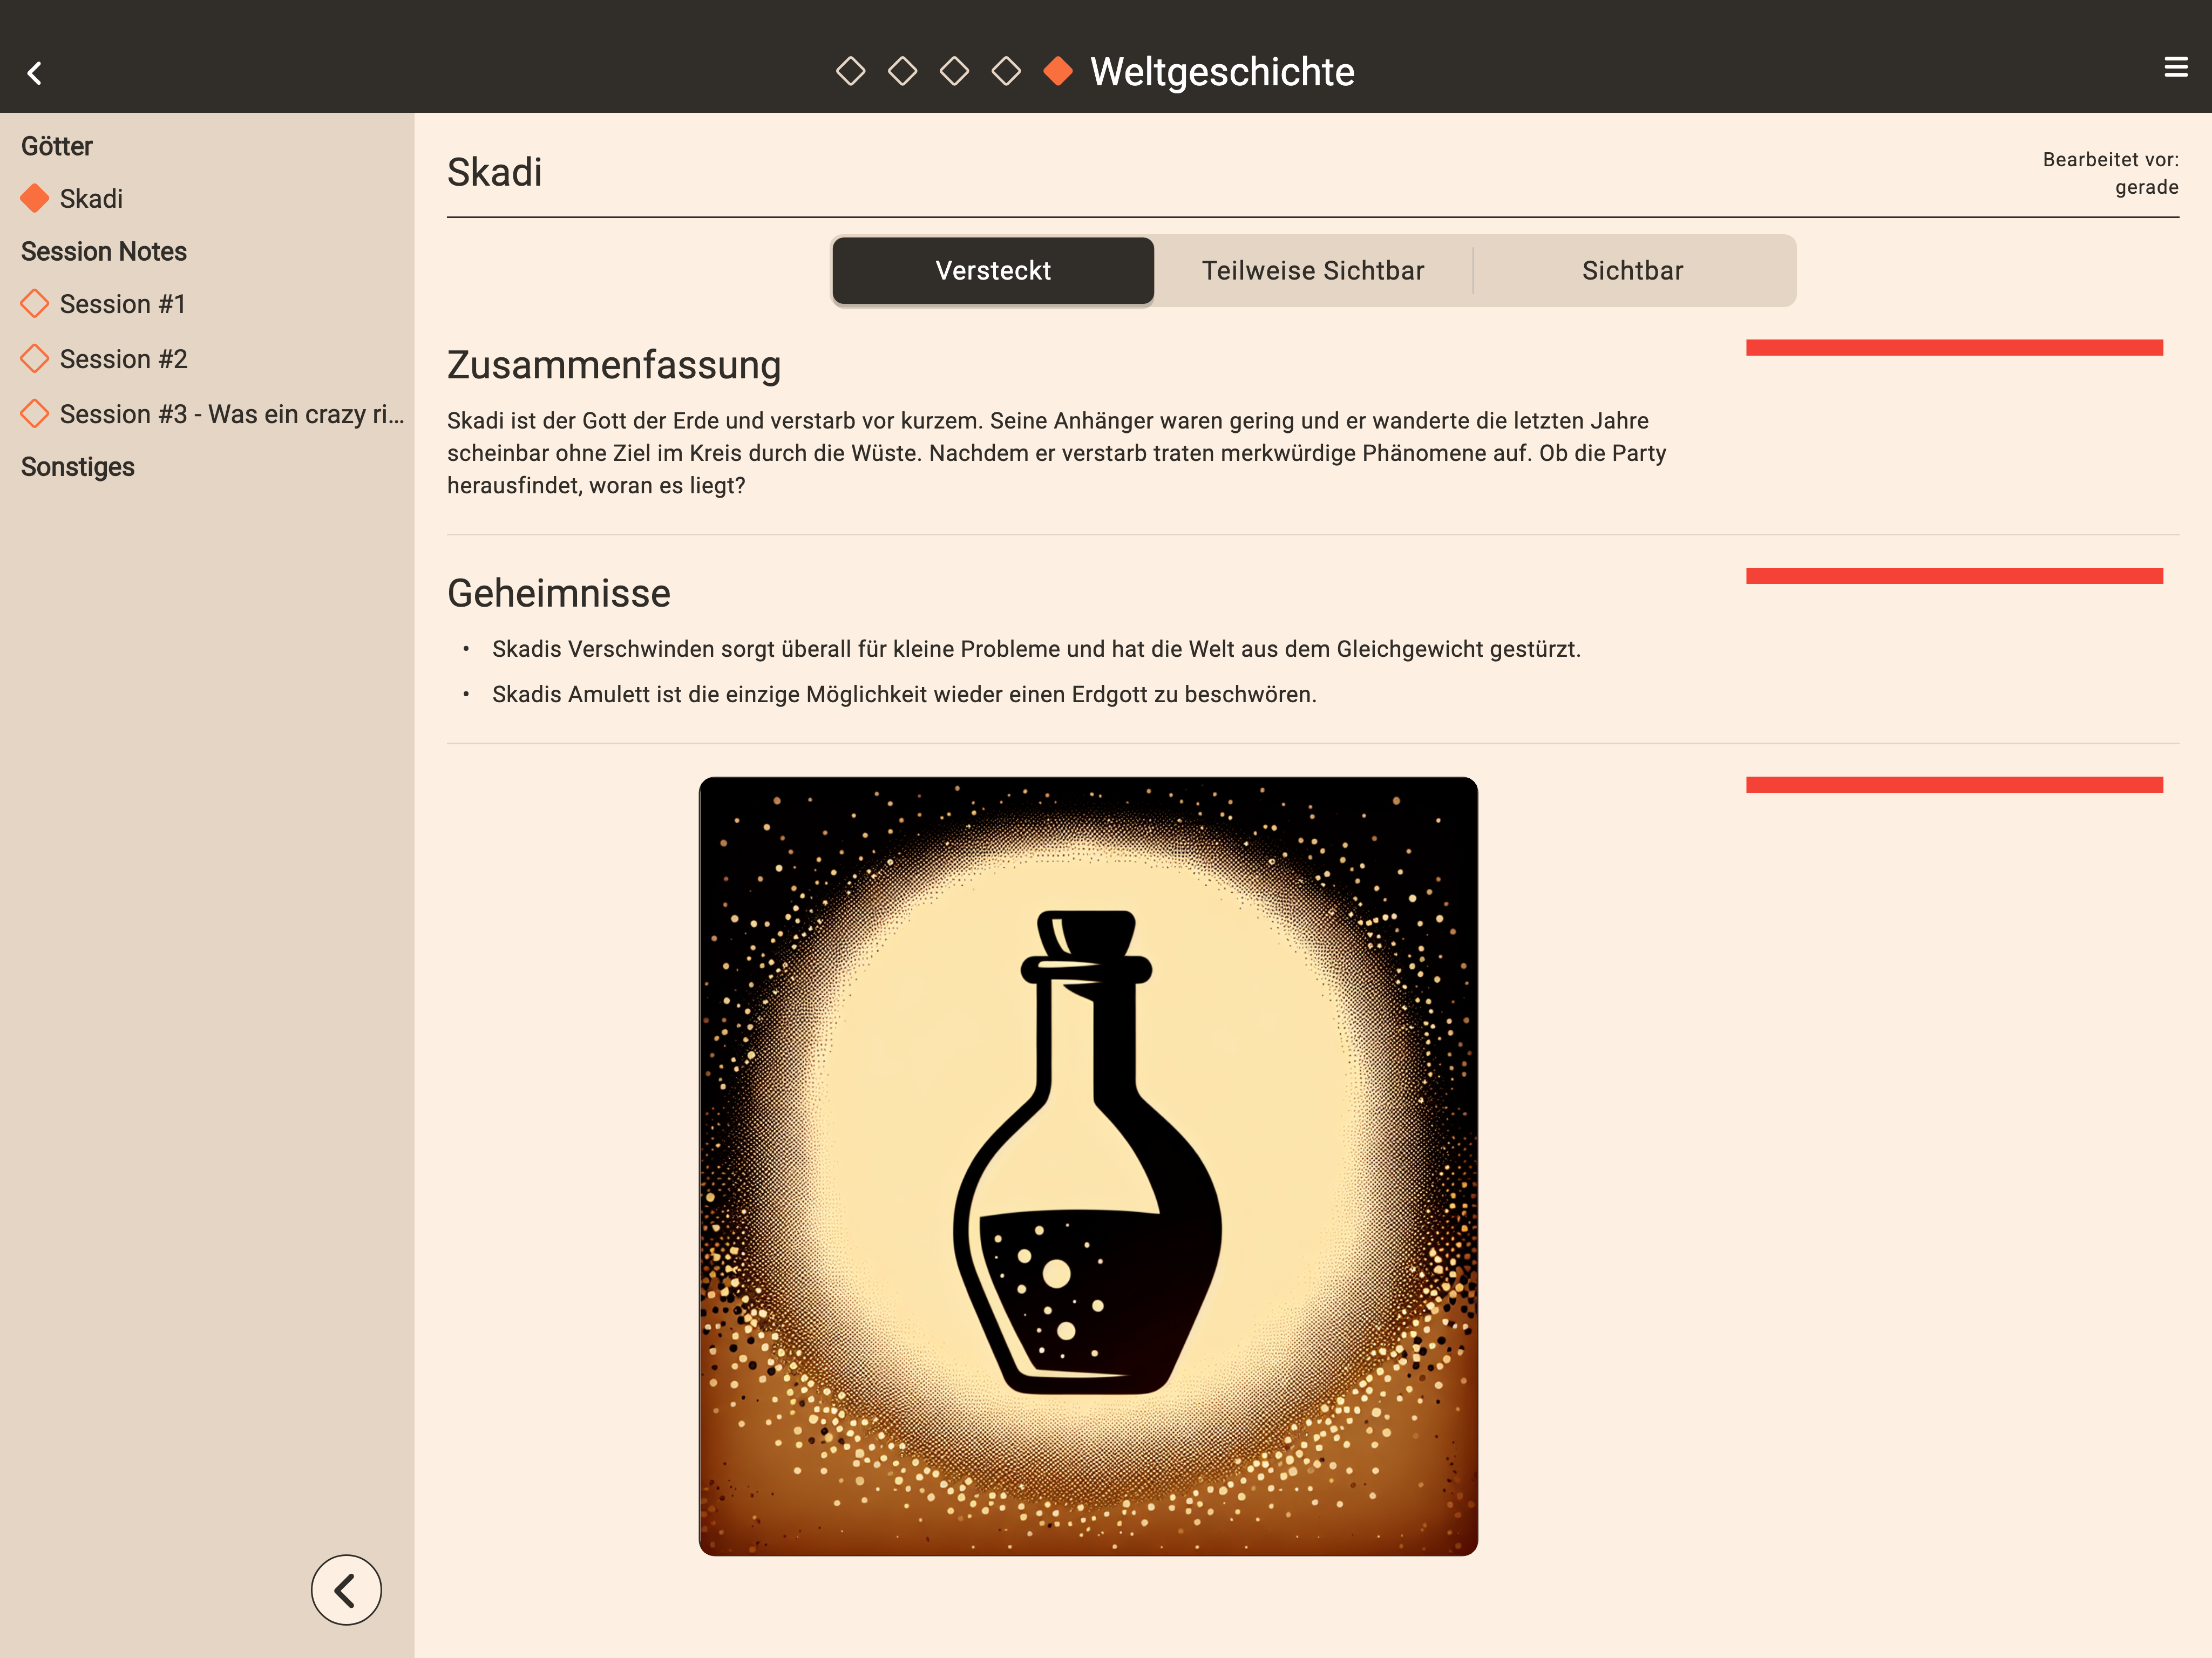 Weltgeschichte
Götter
Skadi
Session Notes
Session #1
Session #2
Session #3 - Was ein crazy ri...
Sonstiges
Skadi
Bearbeitet vor:
gerade
Versteckt
Teilweise Sichtbar
Sichtbar
Zusammenfassung
Skadi ist der Gott der Erde und verstarb vor kurzem. Seine Anhänger waren gering und er wanderte die letzten Jahre
scheinbar ohne Ziel im Kreis durch die Wüste. Nachdem er verstarb traten merkwürdige Phänomene auf. Ob die Party
herausfindet, woran es liegt?
Geheimnisse
• Skadis Verschwinden sorgt überall für kleine Probleme und hat die Welt aus dem Gleichgewicht gestürzt.
• Skadis Amulett ist die einzige Möglichkeit wieder einen Erdgott zu beschwören.